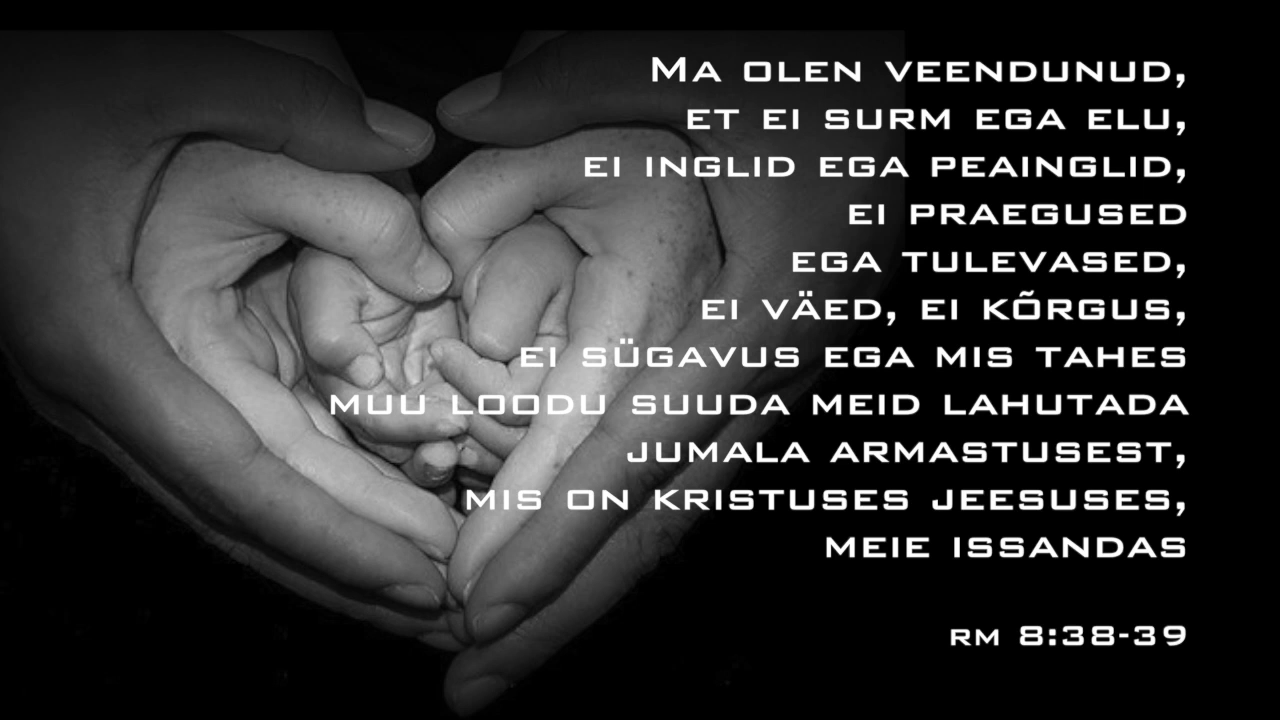 Ma olen veendunud,
et ei surm ega elu,
ei inglid ega peainglid,
ei praegused
ega tulevased,
ei väed, ei kõrgus,
ei sügavus ega mis tahes
muu loodu suuda meid lahutada
Jumala armastusest,
mis on Kristuses Jeesuses,
meie Issandas
rm 8:38-39